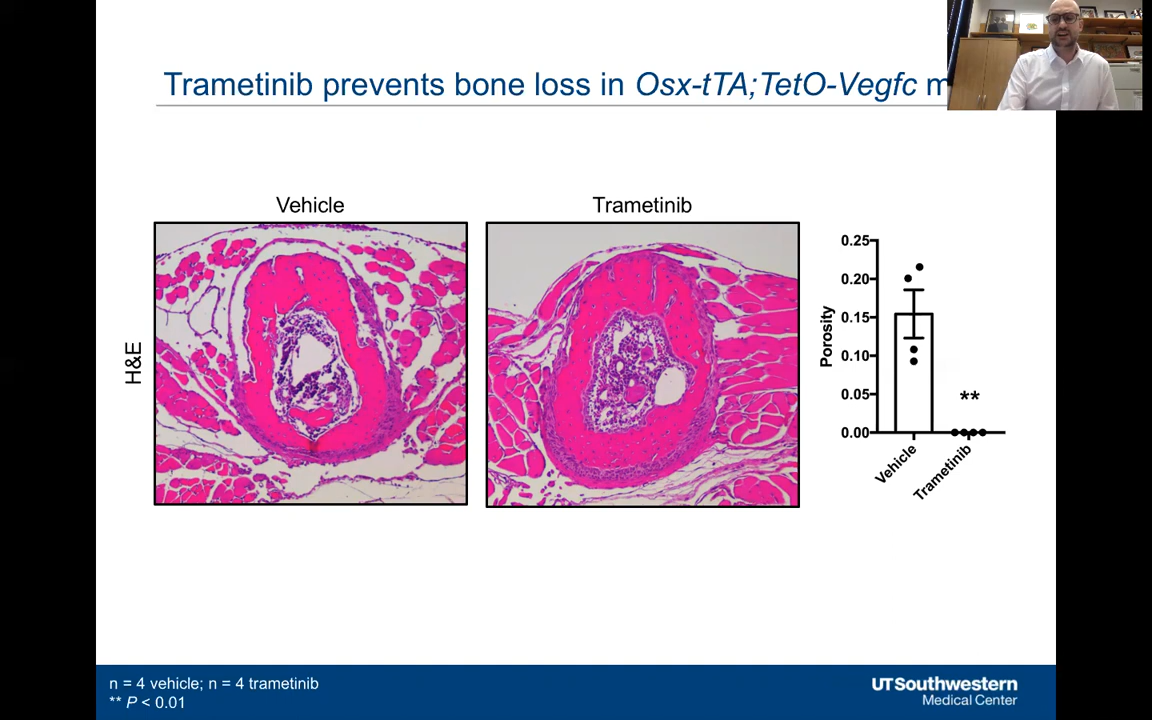 Trametinib prevents bone loss in Osx-tTA;TetO-Vegfc m
Vehicle
Trametinib
H&E
Porosity
0.25
0.20
0.15
0.10
0.05
0.00
**
Vehicle
Trametinib
n = 4 vehicle; n = 4 trametinib
** P < 0.01
UTSouthwestern
Medical Center